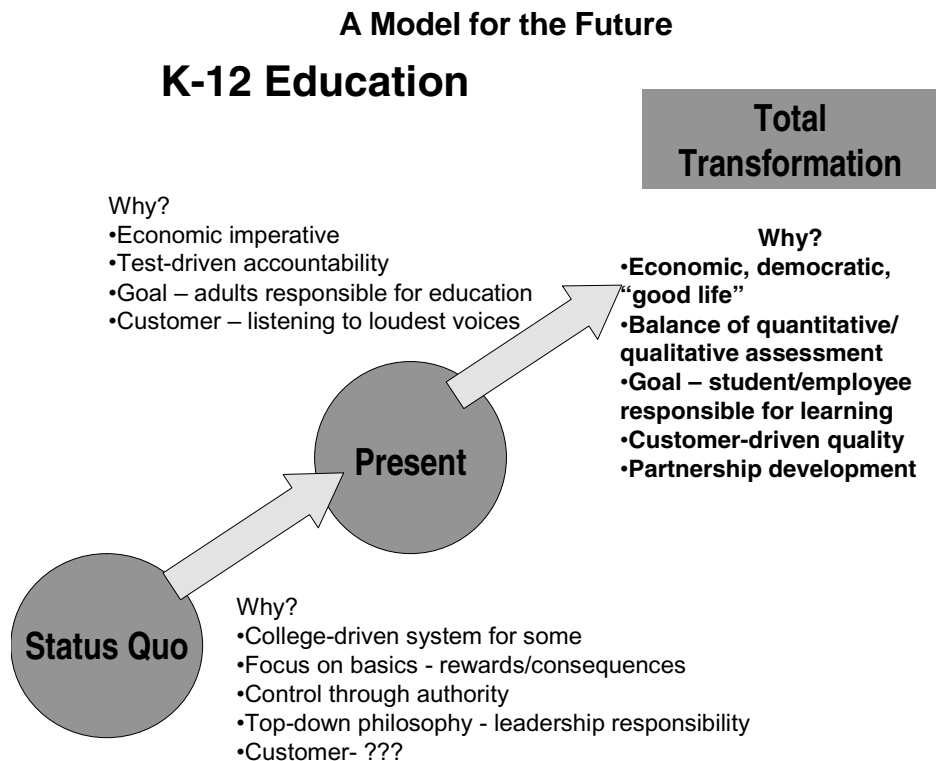 A Model for the Future
K-12 Education
Total
Transformation
Why?
•Economic imperative
•Test-driven accountability
•Goal – adults responsible for education
•Customer – listening to loudest voices
Why?
•Economic, democratic,
“good life”
•Balance of quantitative/
qualitative assessment
•Goal – student/employee
responsible for learning
•Customer-driven quality
•Partnership development
Present
Status Quo
Why?
•College-driven system for some
•Focus on basics - rewards/consequences
•Control through authority
•Top-down philosophy - leadership responsibility
•Customer- ???